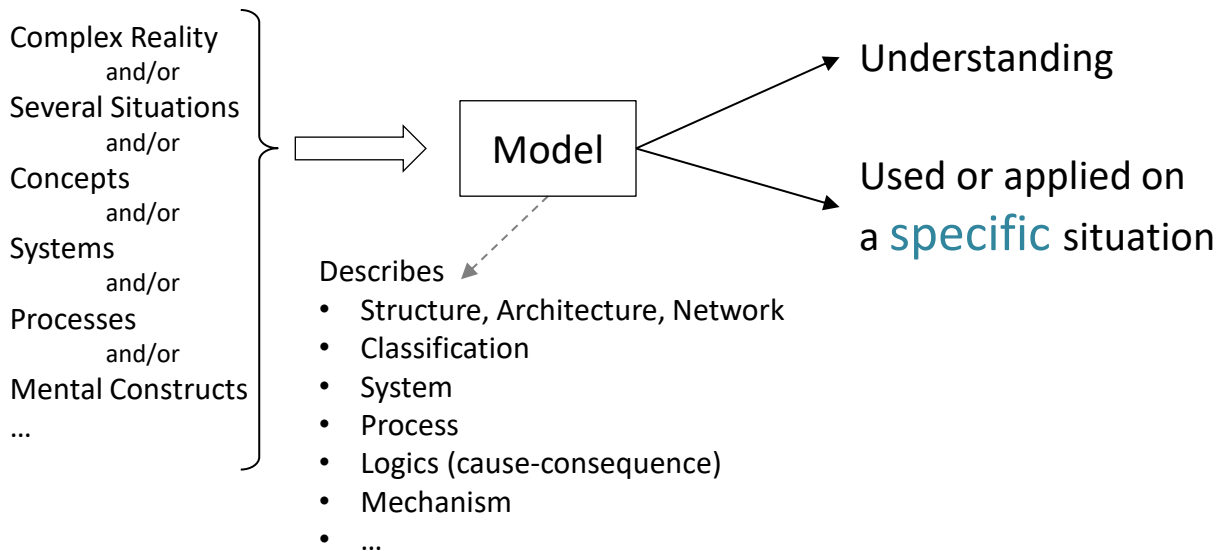 Complex Reality
and/or
Several Situations
and/or
Concepts
and/or
Systems
and/or
Processes
and/or
Mental Constructs
...
Model
Understanding
Used or applied on
a specific situation
Describes
• Structure, Architecture, Network
• Classification
• System
• Process
• Logics (cause-consequence)
• Mechanism
• ...